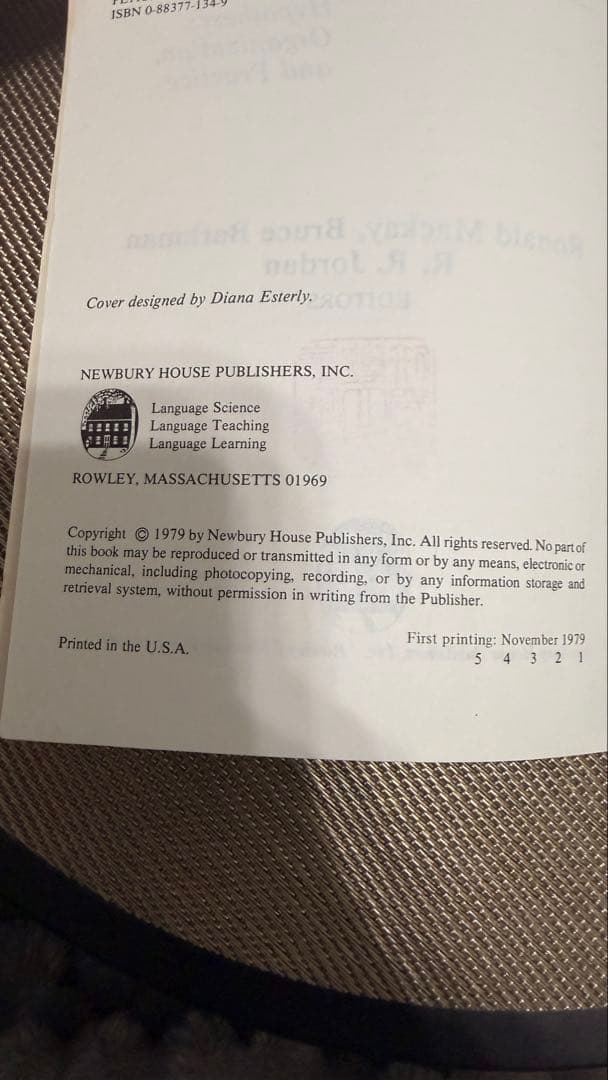 ISBN 0-88377-134-9
Cover designed by Diana Esterly.
NEWBURY HOUSE PUBLISHERS, INC.
Language Science
Language Teaching
Language Learning
ROWLEY, MASSACHUSETTS 01969
Copyright © 1979 by Newbury House Publishers, Inc. All rights reserved. No part of
this book may be reproduced or transmitted in any form or by any means, electronic or
mechanical, including photocopying, recording, or by any information storage and
retrieval system, without permission in writing from the Publisher.
Printed in the U.S.A.
First printing: November 1979
5 4 3 2 1